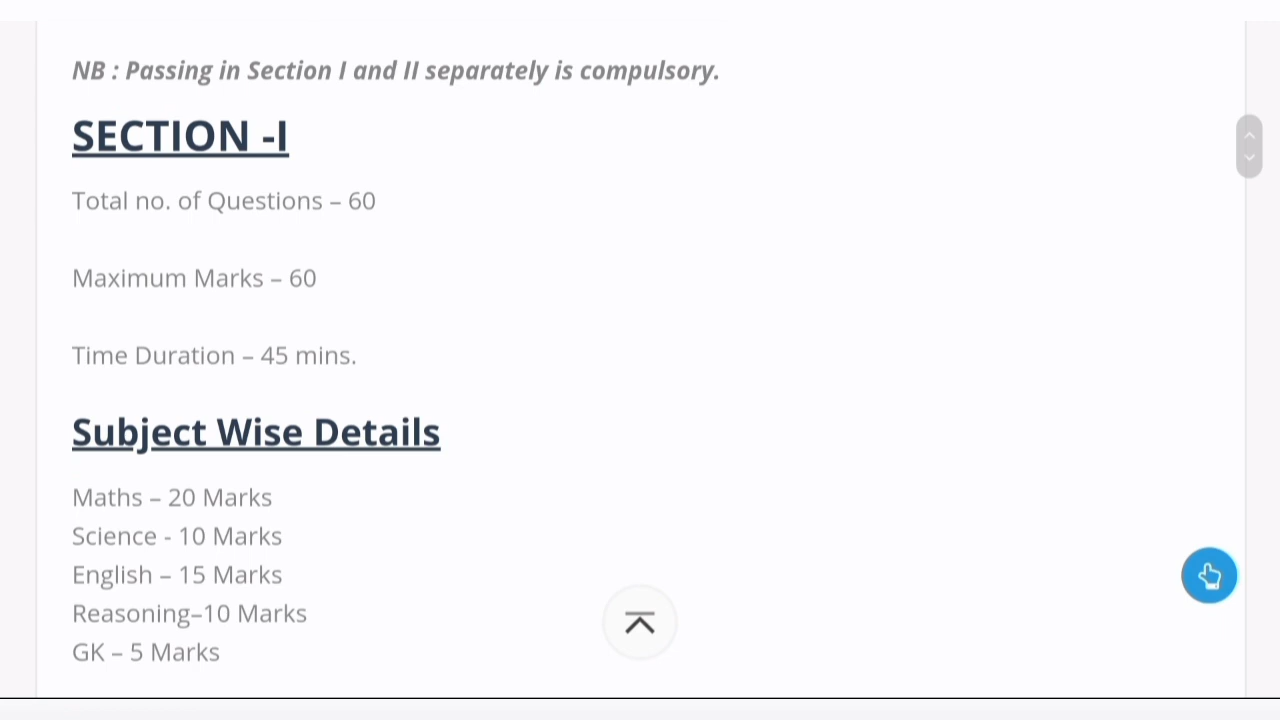 NB : Passing in Section I and II separately is compulsory.
SECTION -I
Total no. of Questions – 60
Maximum Marks – 60
Time Duration – 45 mins.
Subject Wise Details
Maths – 20 Marks
Science - 10 Marks
English – 15 Marks
Reasoning–10 Marks
GK – 5 Marks